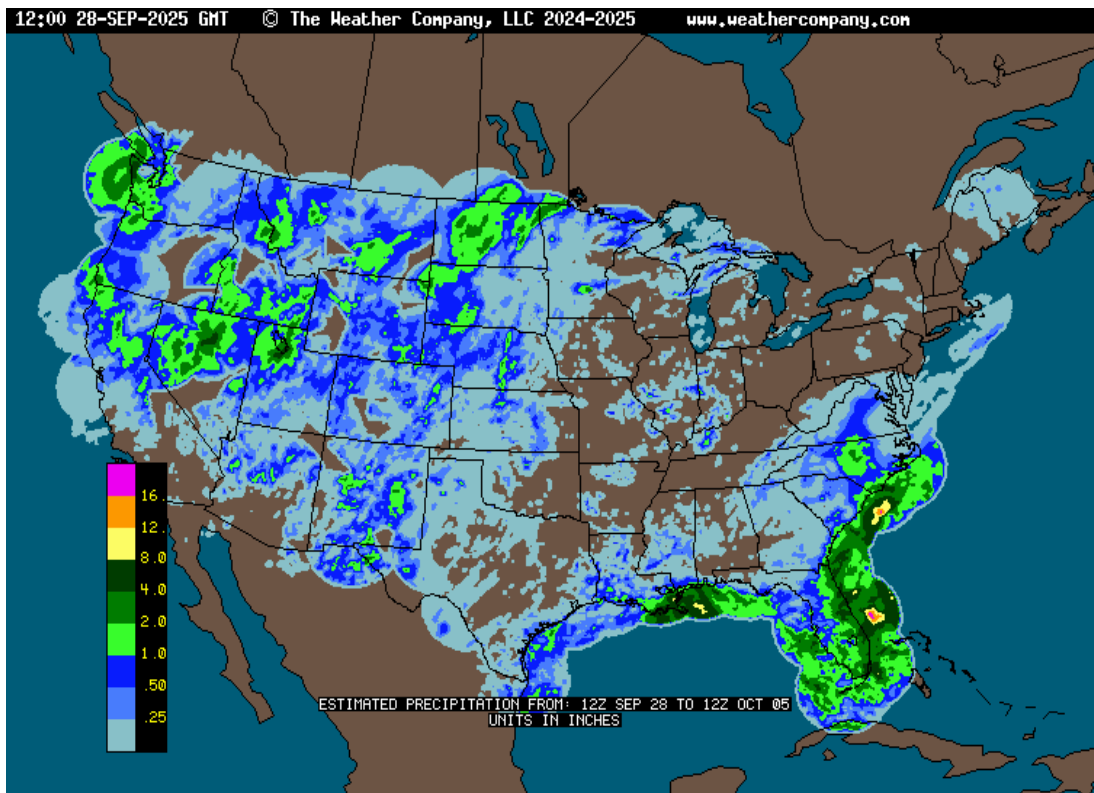 12:00 28-SEP-2025 GMT © The Weather Company, LLC 2024-2025 www.weathercompany.com
16.
12.
8.0
4.0
2.0
1.0
.50
.25
ESTIMATED PRECIPITATION FROM: 12Z SEP 28 TO 12Z OCT 05
UNITS IN INCHES